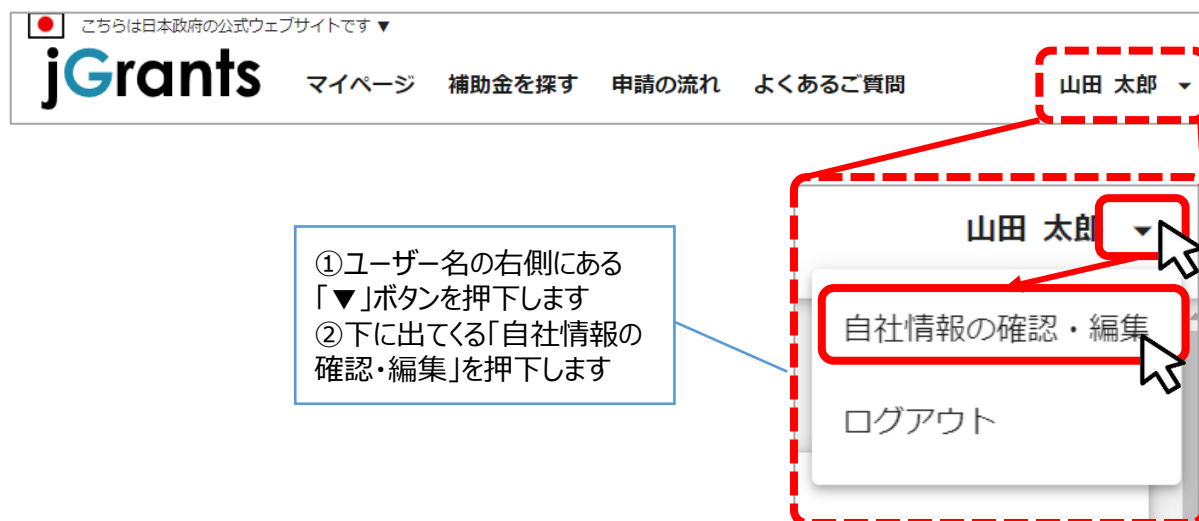 こちらは日本政府の公式ウェブサイトです ▼
jGrants マイページ 補助金を探す 申請の流れ よくあるご質問 山田 太郎 ▼
山田 太郎 ▼
①ユーザー名の右側にある
「▼」ボタンを押下します
②下に出てくる「自社情報の
確認・編集」を押下します
自社情報の確認・編集
ログアウト